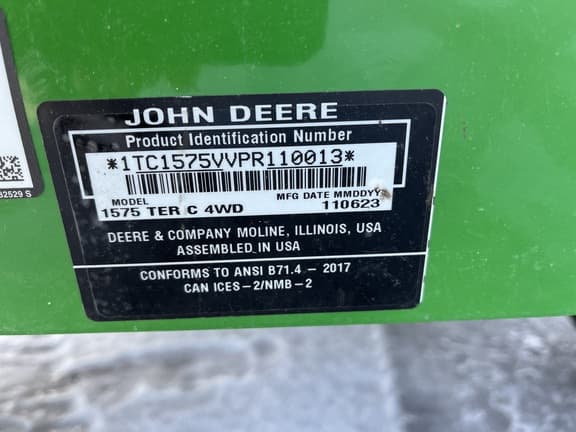 JOHN DEERE
Product Identification Number
*1TC1575VVPR110013*
MODEL
MFG DATE MMDDYY
1575 TER C 4WD
110623
DEERE & COMPANY MOLINE, ILLINOIS, USA
ASSEMBLED IN USA
CONFORMS TO ANSI B71.4 – 2017
CAN ICES–2/NMB–2